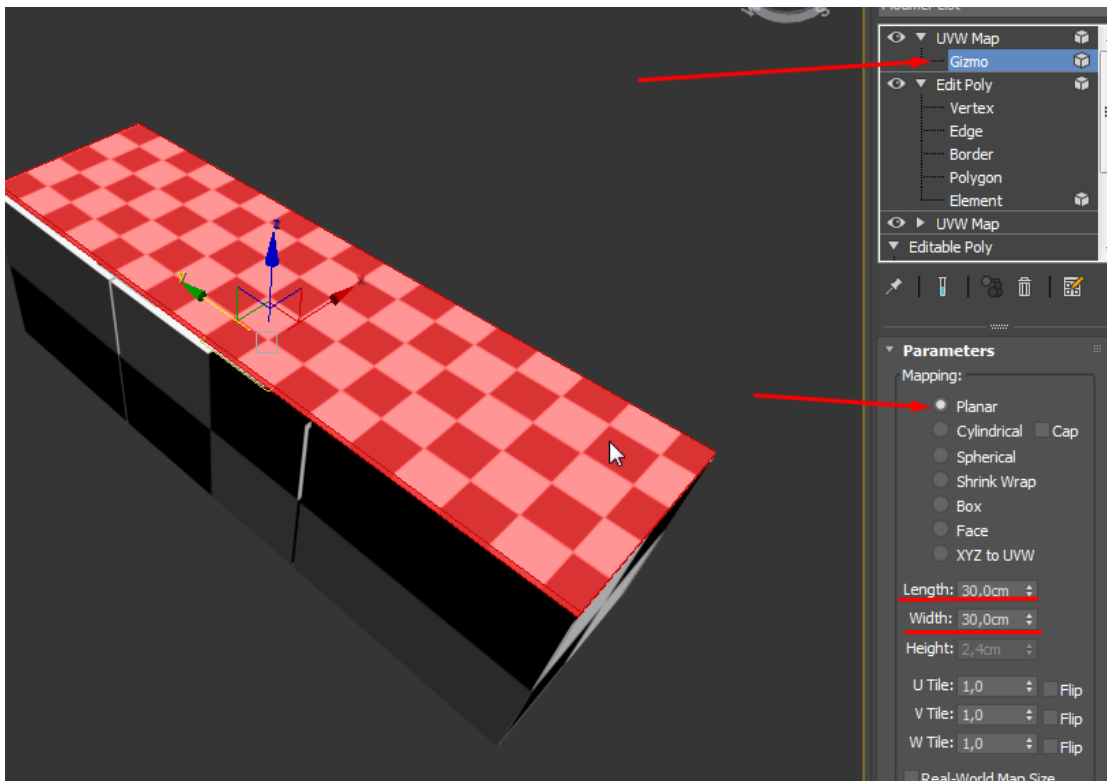 Modifier List
UVW Map
Gizmo
Edit Poly
Vertex
Edge
Border
Polygon
Element
UVW Map
Editable Poly
Parameters
Mapping:
Planar
Cylindrical Cap
Spherical
Shrink Wrap
Box
Face
XYZ to UVW
Length: 30,0cm
Width: 30,0cm
Height: 2,4cm
U Tile: 1,0 Flip
V Tile: 1,0 Flip
W Tile: 1,0 Flip
Real-World Map Size
z
y
x
S